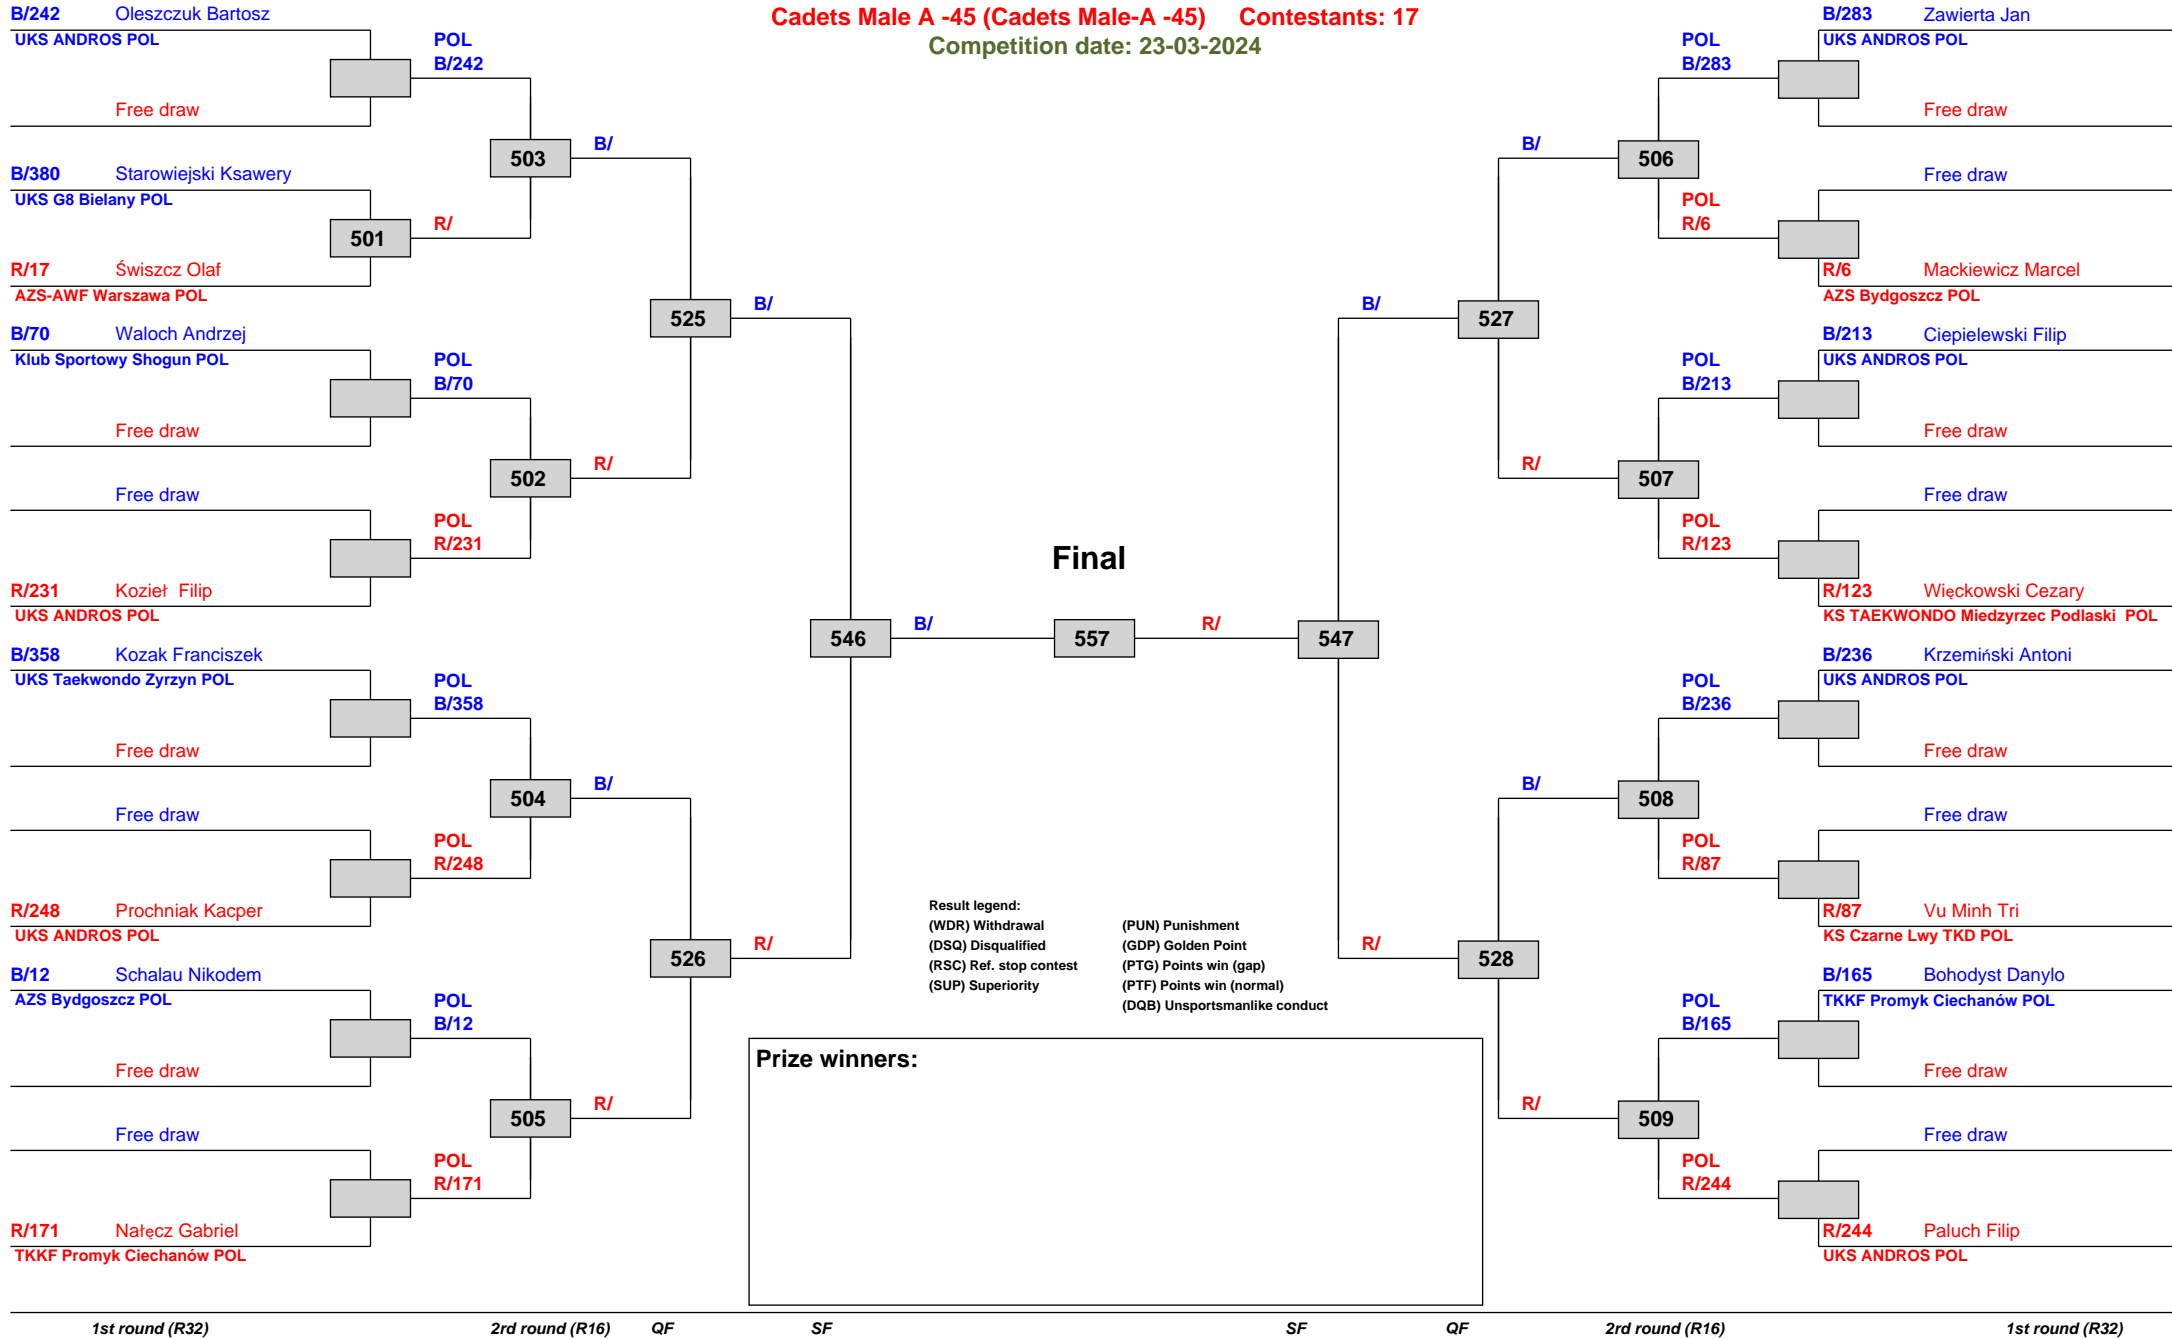 Cadets Male A -45 (Cadets Male-A -45) Contestants: 17
Competition date: 23-03-2024
B/242 Oleszczuk Bartosz
UKS ANDROS POL
Free draw
POL
B/242
B/380 Starowiejski Ksawery
UKS G8 Bielany POL
501
R/17 Świszcz Olaf
AZS-AWF Warszawa POL
R/
503
B/
B/70 Waloch Andrzej
Klub Sportowy Shogun POL
Free draw
POL
B/70
Free draw
R/231 Kozieł Filip
UKS ANDROS POL
POL
R/231
502
R/
525
B/
B/358 Kozak Franciszek
UKS Taekwondo Zyrzyn POL
Free draw
POL
B/358
Free draw
R/248 Prochniak Kacper
UKS ANDROS POL
POL
R/248
504
B/
B/12 Schalau Nikodem
AZS Bydgoszcz POL
Free draw
POL
B/12
Free draw
R/171 Nałęcz Gabriel
TKKF Promyk Ciechanów POL
POL
R/171
505
R/
526
R/
546
B/
Final
557
R/
547
B/283 Zawierta Jan
UKS ANDROS POL
Free draw
POL
B/283
Free draw
R/6 Mackiewicz Marcel
AZS Bydgoszcz POL
POL
R/6
506
B/
B/213 Ciepielewski Filip
UKS ANDROS POL
Free draw
POL
B/213
Free draw
R/123 Więckowski Cezary
KS TAEKWONDO Miedzyrzec Podlaski POL
POL
R/123
507
R/
527
B/
B/236 Krzemiński Antoni
UKS ANDROS POL
Free draw
POL
B/236
Free draw
R/87 Vu Minh Tri
KS Czarne Lwy TKD POL
POL
R/87
508
B/
B/165 Bohodyst Danylo
TKKF Promyk Ciechanów POL
Free draw
POL
B/165
Free draw
R/244 Paluch Filip
UKS ANDROS POL
POL
R/244
509
R/
528
R/
Result legend:
(WDR) Withdrawal
(DSQ) Disqualified
(RSC) Ref. stop contest
(SUP) Superiority
(PUN) Punishment
(GDP) Golden Point
(PTG) Points win (gap)
(PTF) Points win (normal)
(DQB) Unsportsmanlike conduct
Prize winners:
1st round (R32) 2rd round (R16) QF SF SF QF 2rd round (R16) 1st round (R32)